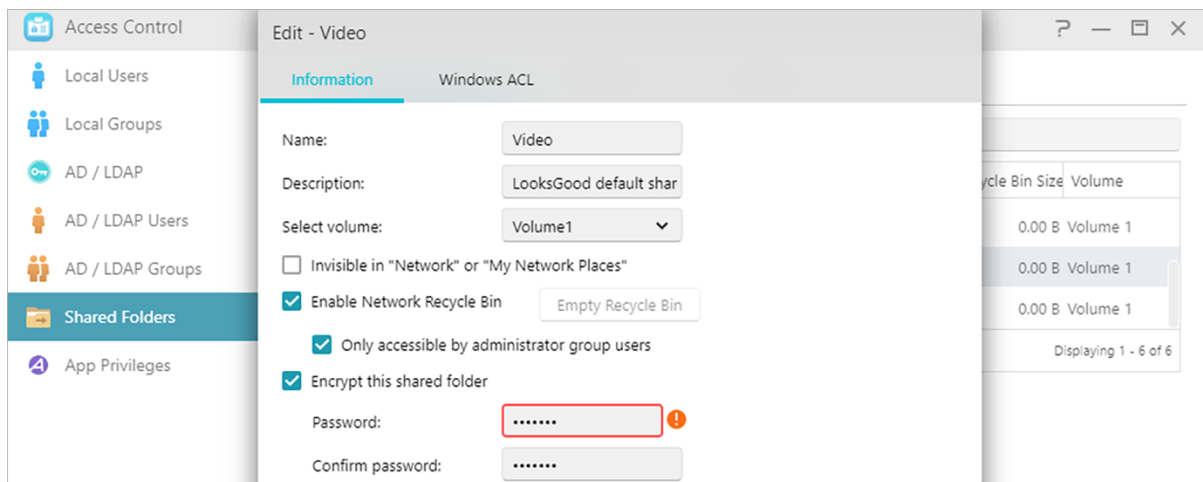 Access Control
Local Users
Local Groups
AD / LDAP
AD / LDAP Users
AD / LDAP Groups
Shared Folders
App Privileges
Edit - Video
Information
Windows ACL
Name:
Video
Description:
LooksGood default shar
Select volume:
Volume1
Invisible in "Network" or "My Network Places"
Enable Network Recycle Bin
Empty Recycle Bin
Only accessible by administrator group users
Encrypt this shared folder
Password:
•••••••
Confirm password:
•••••••
ycle Bin Size
Volume
0.00 B Volume 1
0.00 B Volume 1
0.00 B Volume 1
Displaying 1 - 6 of 6